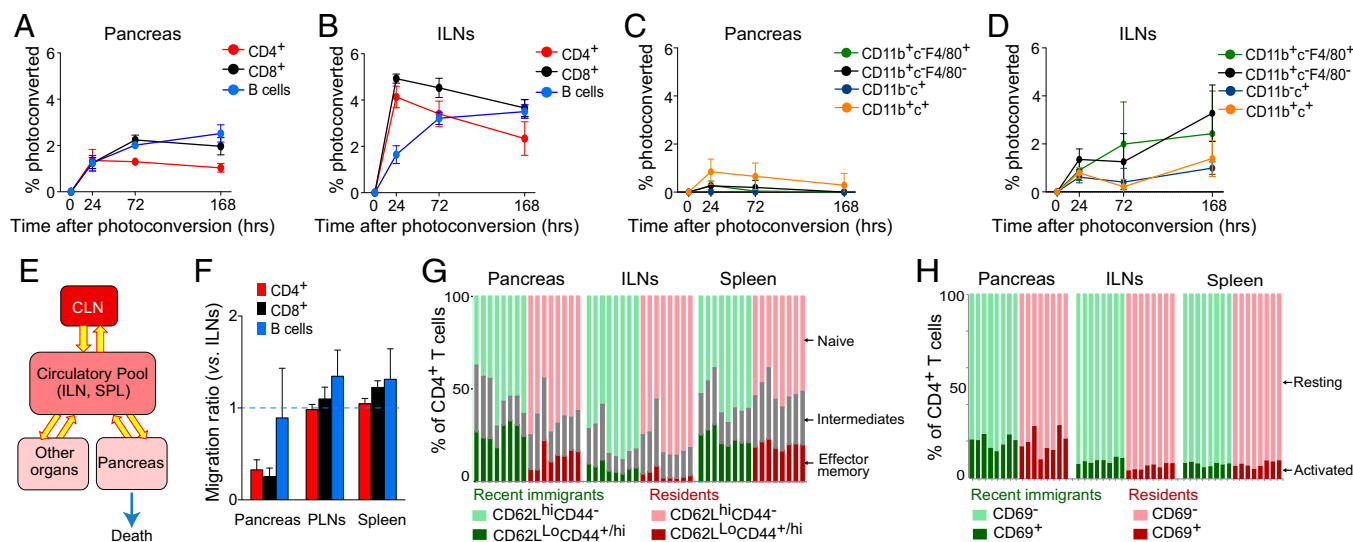 A
Pancreas
6
4
2
0
% photoconverted
0 24 72 168
Time after photoconversion (hrs)
CD4+
CD8+
B cells
B
ILNs
6
4
2
0
% photoconverted
0 24 72 168
Time after photoconversion (hrs)
CD4+
CD8+
B cells
C
Pancreas
6
4
2
0
% photoconverted
0 24 72 168
Time after photoconversion (hrs)
CD11b+c-F4/80+
CD11b+c-F4/80-
CD11b-c+
CD11b+c+
D
ILNs
6
4
2
0
% photoconverted
0 24 72 168
Time after photoconversion (hrs)
CD11b+c-F4/80+
CD11b+c-F4/80-
CD11b-c+
CD11b+c+
E
CLN
Circulatory Pool
(ILN, SPL)
Other
organs
Pancreas
Death
F
CD4+
CD8+
B cells
2
1
0
Migration ratio (vs. ILNs)
Pancreas PLNs Spleen
G
Pancreas ILNs Spleen
100
50
0
% of CD4+ T cells
Naive
Intermediates
Effector
memory
Recent immigrants
CD62LhiCD44-
CD62LLoCD44+/hi
Residents
CD62LhiCD44-
CD62LLoCD44+/hi
H
Pancreas ILNs Spleen
100
50
0
% of CD4+ T cells
Resting
Activated
Recent immigrants
CD69-
CD69+
Residents
CD69-
CD69+